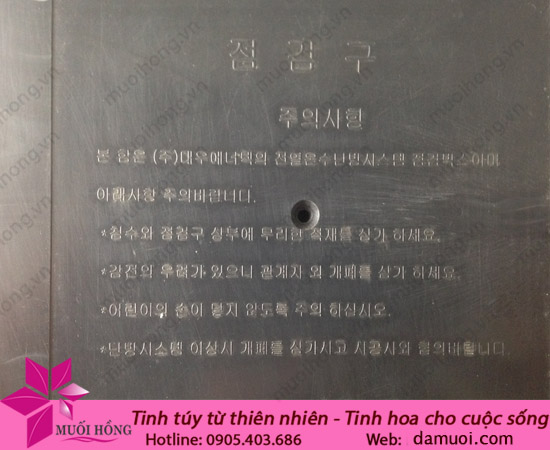 점검구
주의사항
본 함은 (주)대우에너텍의 전열온수난방시스템 점검박스이며
아래사항 주의바랍니다.
*청수와 점검구 상부에 무리한 적재를 삼가 하세요.
*감전의 우려가 있으니 관계자 외 개폐를 삼가 하세요.
*어린이의 손이 닿지 않도록 주의 하십시오.
*난방시스템 이상시 개폐를 삼가시고 시공사와 협의바랍니다.
MUỐI HỒNG
Tinh túy từ thiên nhiên - Tinh hoa cho cuộc sống
Hotline: 0905.403.686 Web: damuoi.com
muoihong.vn